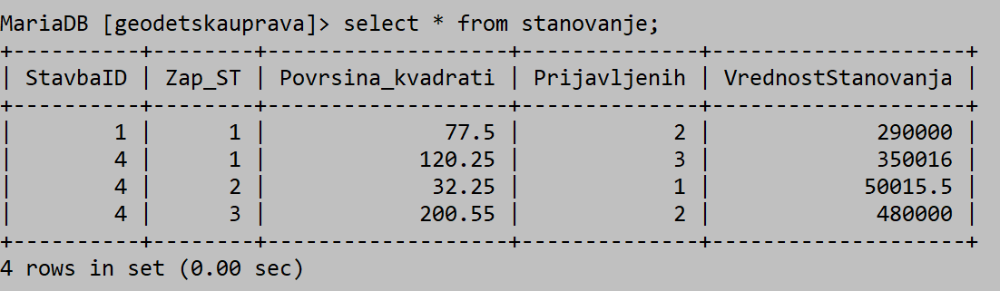 MariaDB [geodetskauprava]> select * from stanovanje;
+----------+--------+-------------------+--------------+--------------------+
| StavbaID | Zap_ST | Povrsina_kvadrati | Prijavljenih | VrednostStanovanja |
+----------+--------+-------------------+--------------+--------------------+
|        1 |      1 |              77.5 |            2 |             290000 |
|        4 |      1 |            120.25 |            3 |             350016 |
|        4 |      2 |             32.25 |            1 |            50015.5 |
|        4 |      3 |            200.55 |            2 |             480000 |
+----------+--------+-------------------+--------------+--------------------+
4 rows in set (0.00 sec)